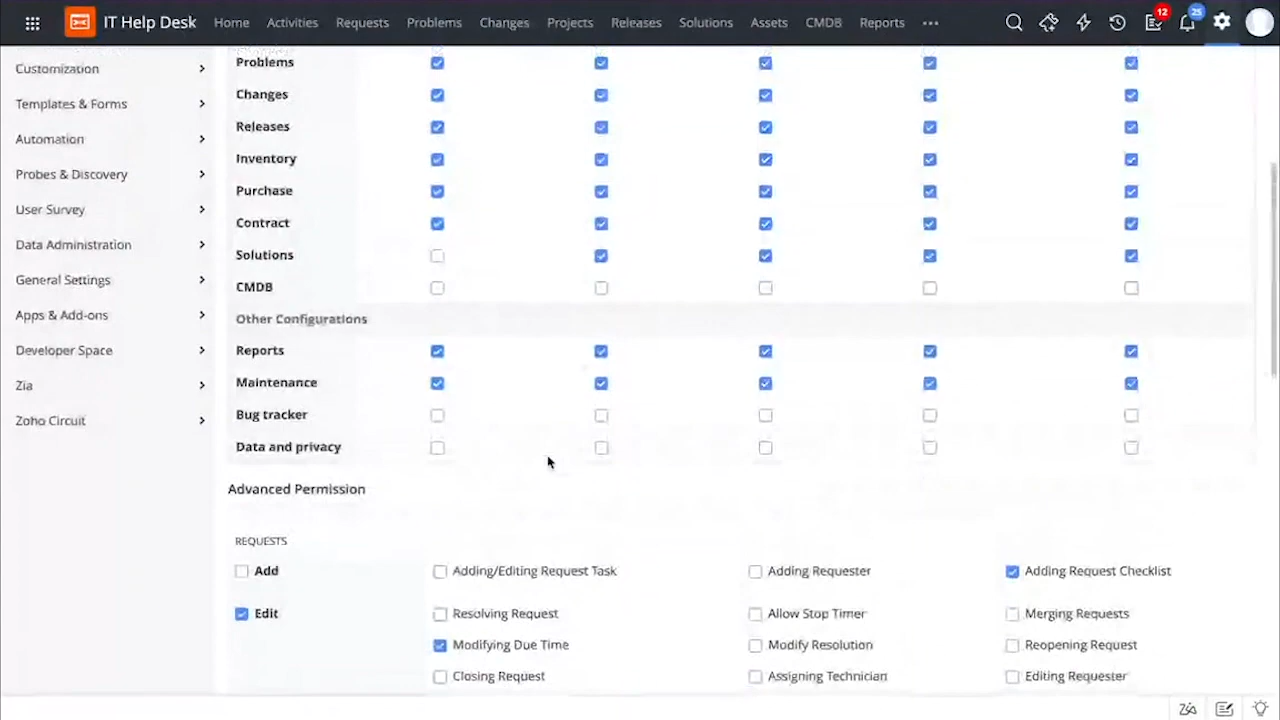 IT Help Desk Home Activities Requests Problems Changes Projects Releases Solutions Assets CMDB Reports ••• 12 25
Customization
Templates & Forms
Automation
Probes & Discovery
User Survey
Data Administration
General Settings
Apps & Add-ons
Developer Space
Zia
Zoho Circuit
Problems
Changes
Releases
Inventory
Purchase
Contract
Solutions
CMDB
Other Configurations
Reports
Maintenance
Bug tracker
Data and privacy
Advanced Permission
REQUESTS
Add Adding/Editing Request Task Adding Requester Adding Request Checklist
Edit Resolving Request Allow Stop Timer Merging Requests
Modifying Due Time Modify Resolution Reopening Request
Closing Request Assigning Technician Editing Requester